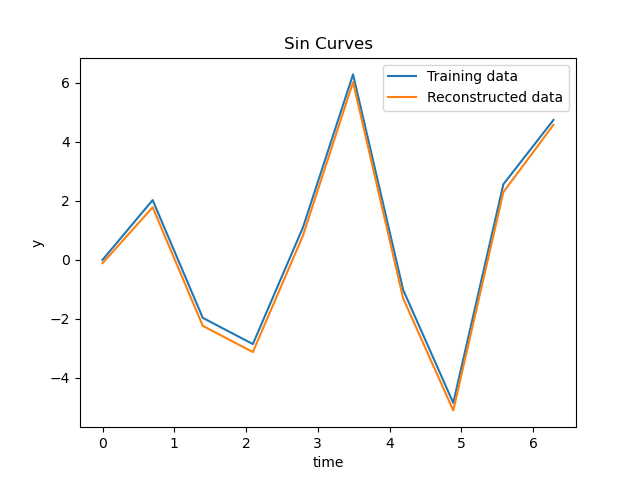 Sin Curves
Training data
Reconstructed data
6
4
2
0
−2
−4
y
0 1 2 3 4 5 6
time